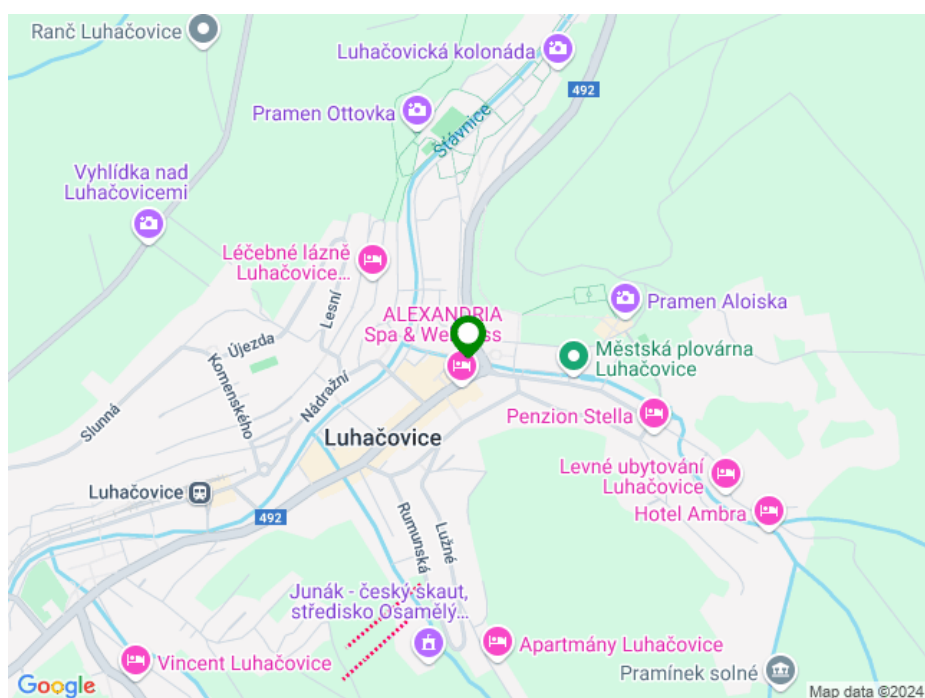 Ranč Luhačovice
Luhačovická kolonáda
492
Pramen Ottovka
Šťávnice
Vyhlídka nad
Luhačovicemi
Léčebné lázně
Luhačovice...
Lesní
Pramen Aloiska
ALEXANDRIA
Spa & Wellness
Újezda
Městská plovárna
Luhačovice
Komenského
Nádražní
Slunná
Penzion Stella
Luhačovice
Levné ubytování
Luhačovice
Luhačovice
Hotel Ambra
492
Rumunská
Lužné
Junák - český skaut,
středisko Osamělý...
Apartmány Luhačovice
Vincent Luhačovice
Pramínek solné
Google
Map data ©2024